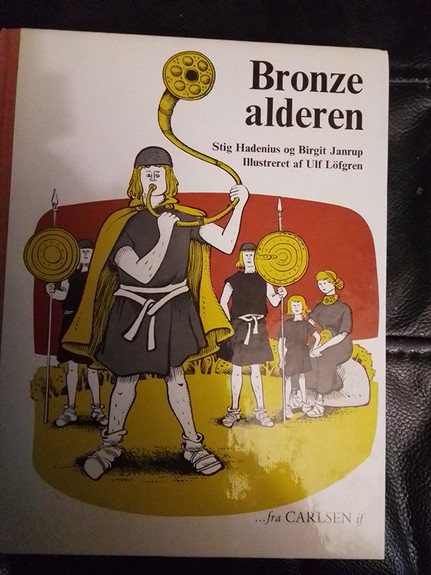 Bronze
alderen
Stig Hadenius og Birgit Janrup
Illustreret af Ulf Löfgren
...fra CARLSEN if